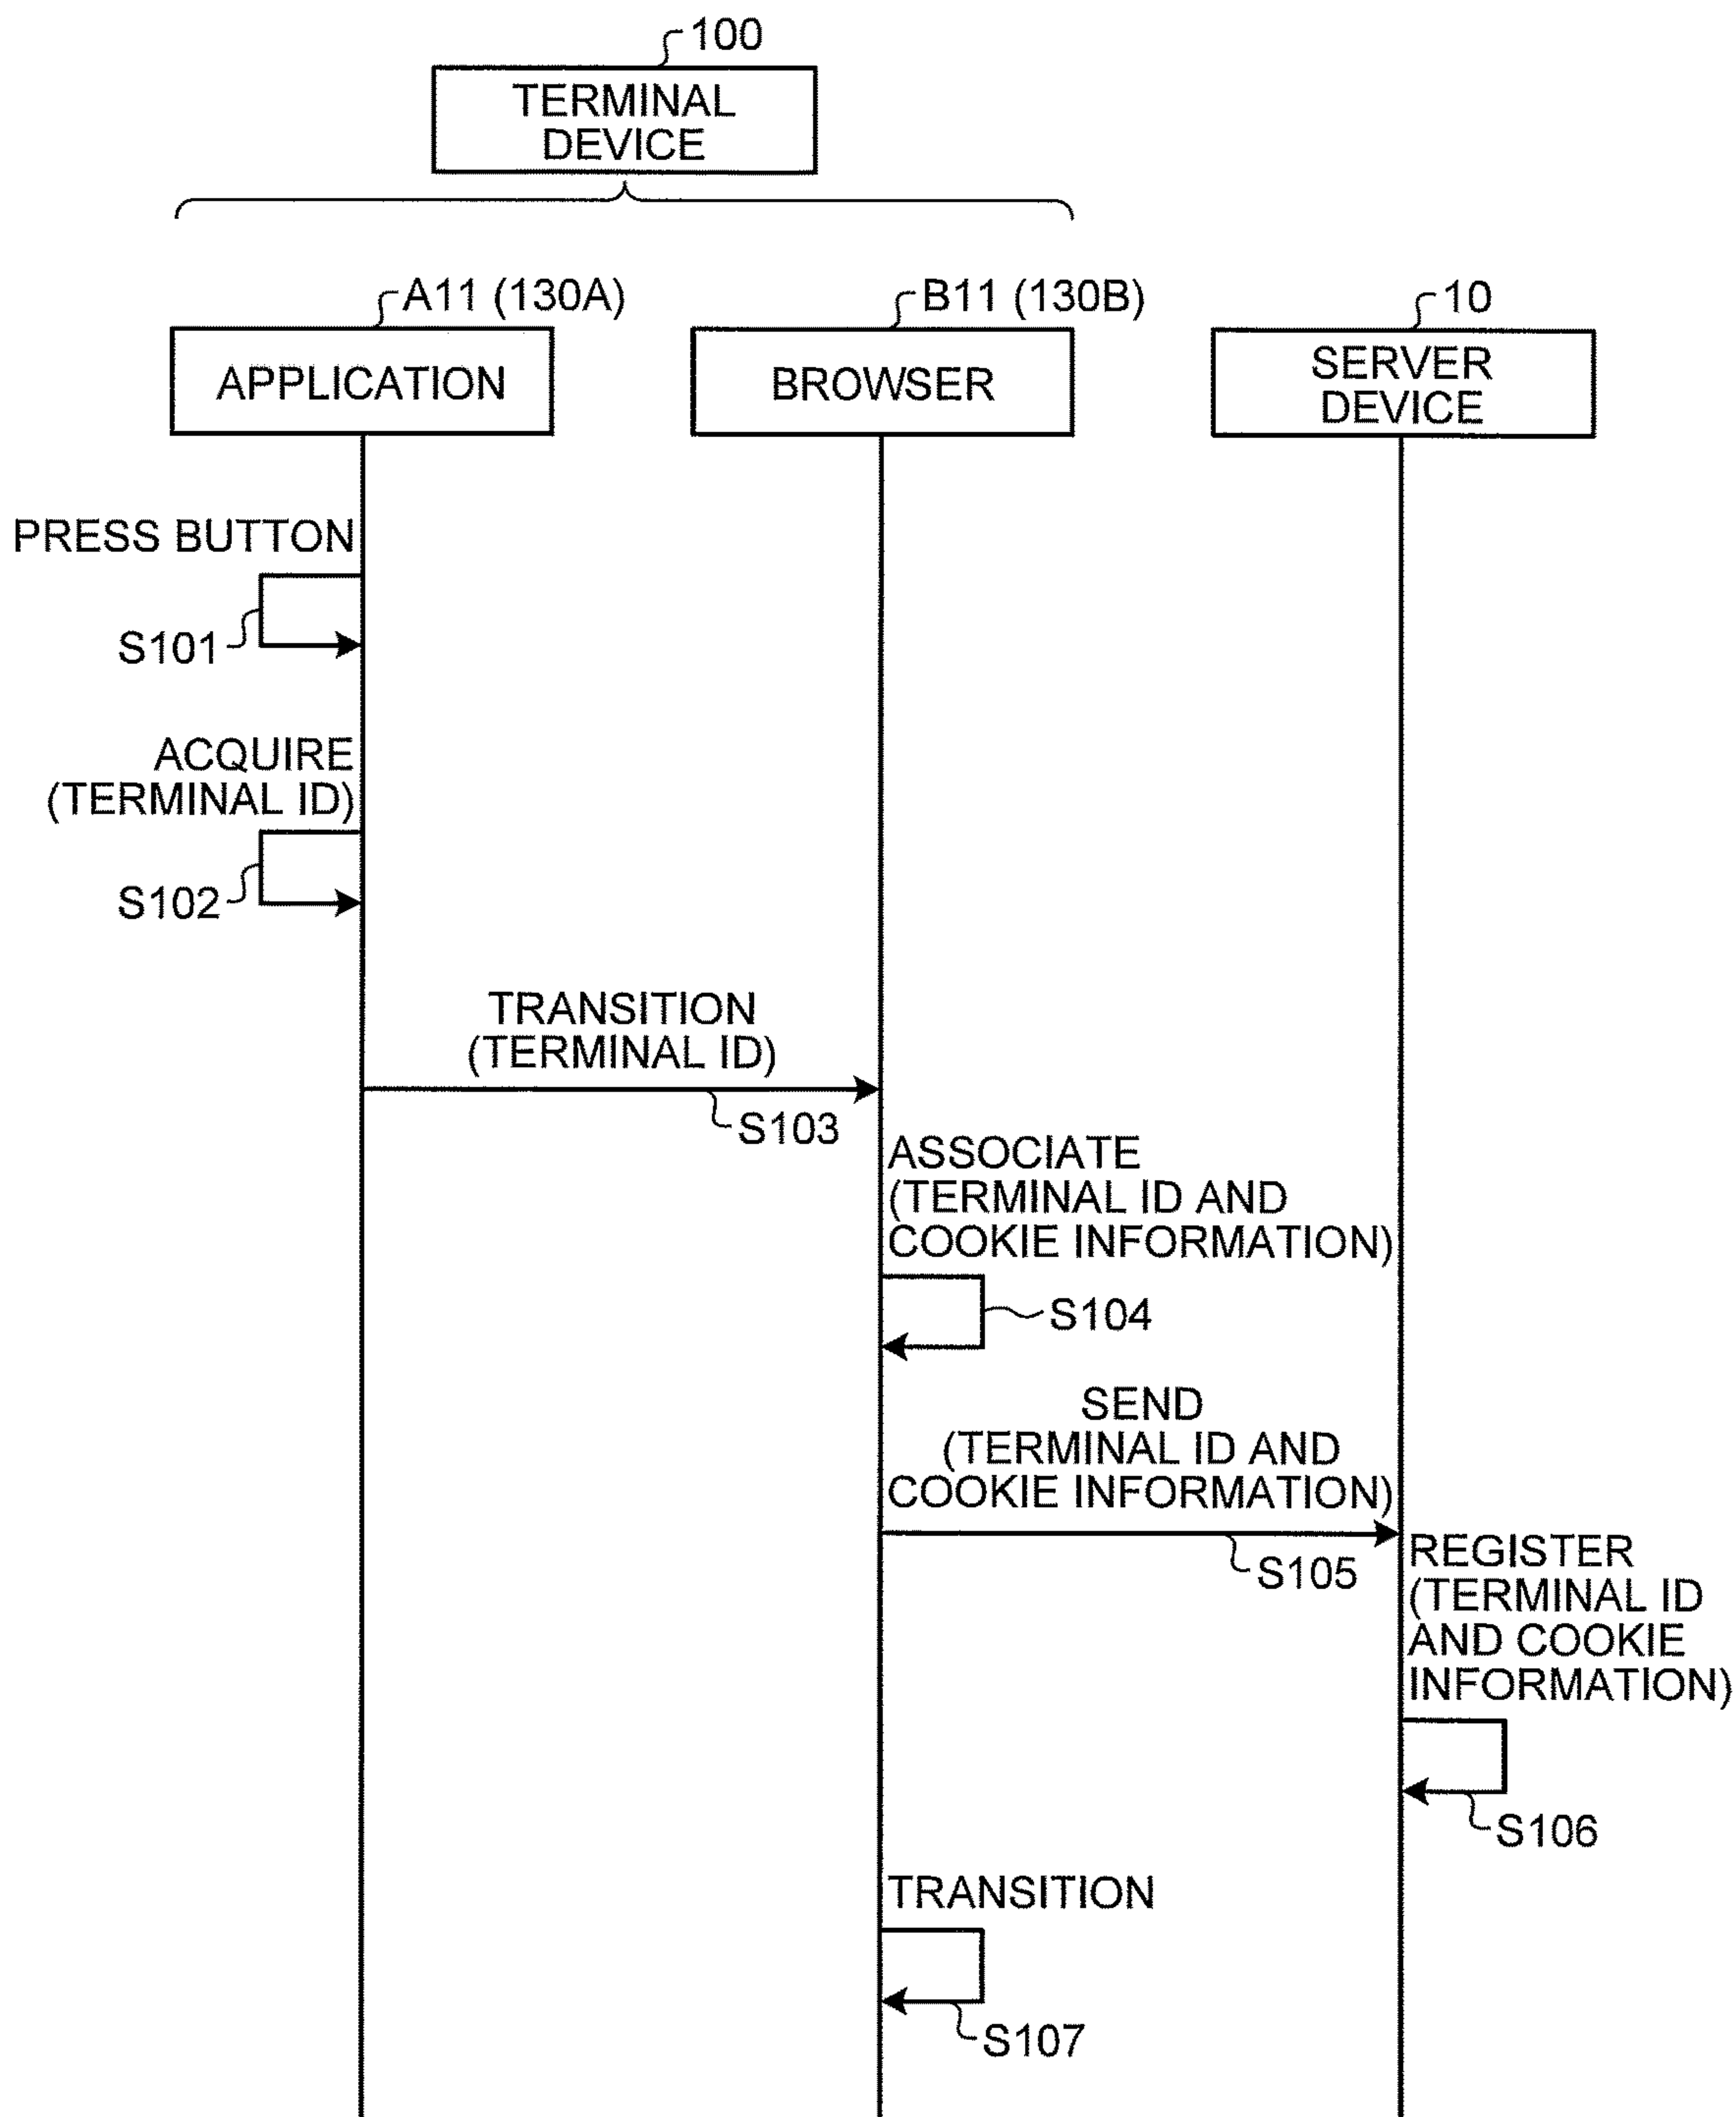 100
TERMINAL
DEVICE
A11 (130A)
B11 (130B)
10
APPLICATION
BROWSER
SERVER
DEVICE
PRESS BUTTON
S101
ACQUIRE
(TERMINAL ID)
S102
TRANSITION
(TERMINAL ID)
S103
ASSOCIATE
(TERMINAL ID AND
COOKIE INFORMATION)
S104
SEND
(TERMINAL ID AND
COOKIE INFORMATION)
S105
REGISTER
(TERMINAL ID
AND COOKIE
INFORMATION)
S106
TRANSITION
S107